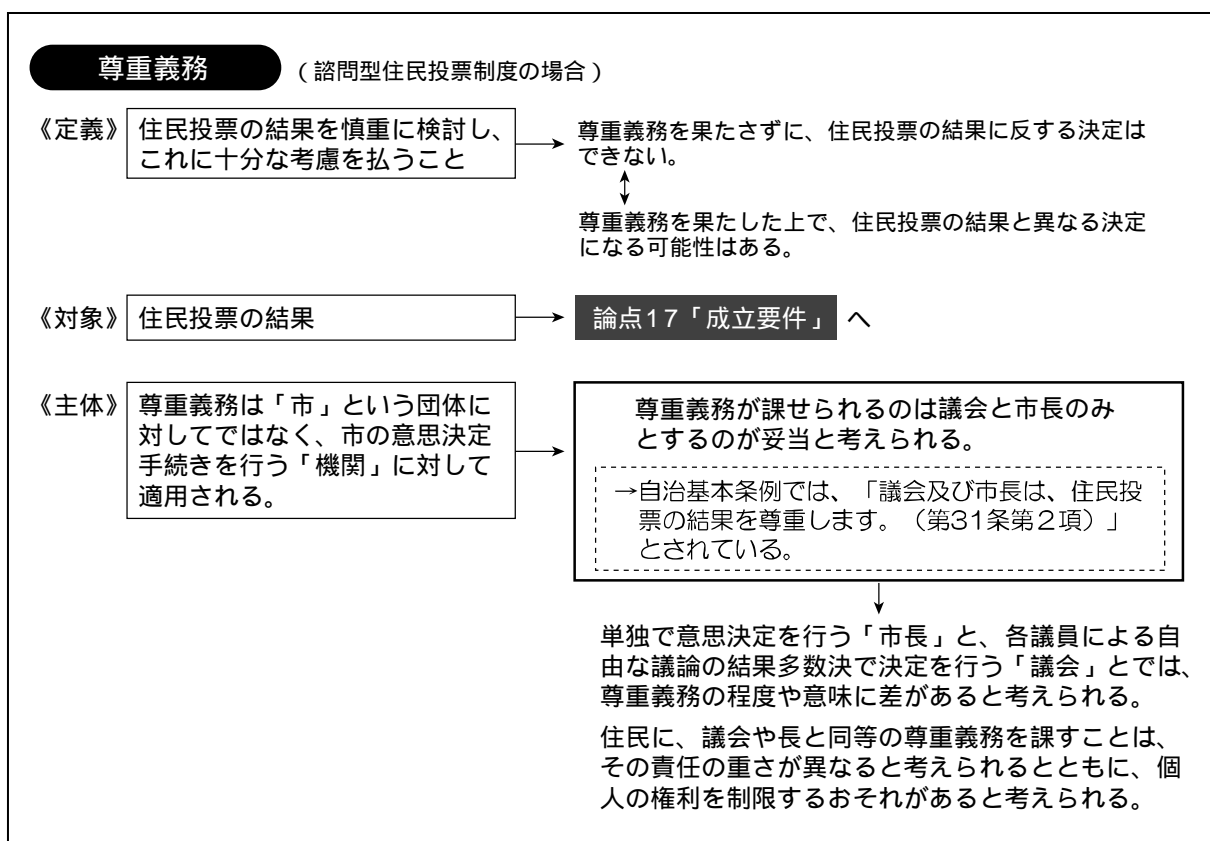 尊重義務 （諮問型住民投票制度の場合）
《定義》 住民投票の結果を慎重に検討し、
これに十分な考慮を払うこと
尊重義務を果たさずに、住民投票の結果に反する決定は
できない。
尊重義務を果たした上で、住民投票の結果と異なる決定
になる可能性はある。
《対象》 住民投票の結果
論点17「成立要件」 へ
《主体》 尊重義務は「市」という団体に
対してではなく、市の意思決定
手続きを行う「機関」に対して
適用される。
尊重義務が課せられるのは議会と市長のみ
とするのが妥当と考えられる。
→自治基本条例では、「議会及び市長は、住民投
票の結果を尊重します。（第31条第２項）」
とされている。
単独で意思決定を行う「市長」と、各議員による自
由な議論の結果多数決で決定を行う「議会」とでは、
尊重義務の程度や意味に差があると考えられる。
住民に、議会や長と同等の尊重義務を課すことは、
その責任の重さが異なると考えられるとともに、個
人の権利を制限するおそれがあると考えられる。